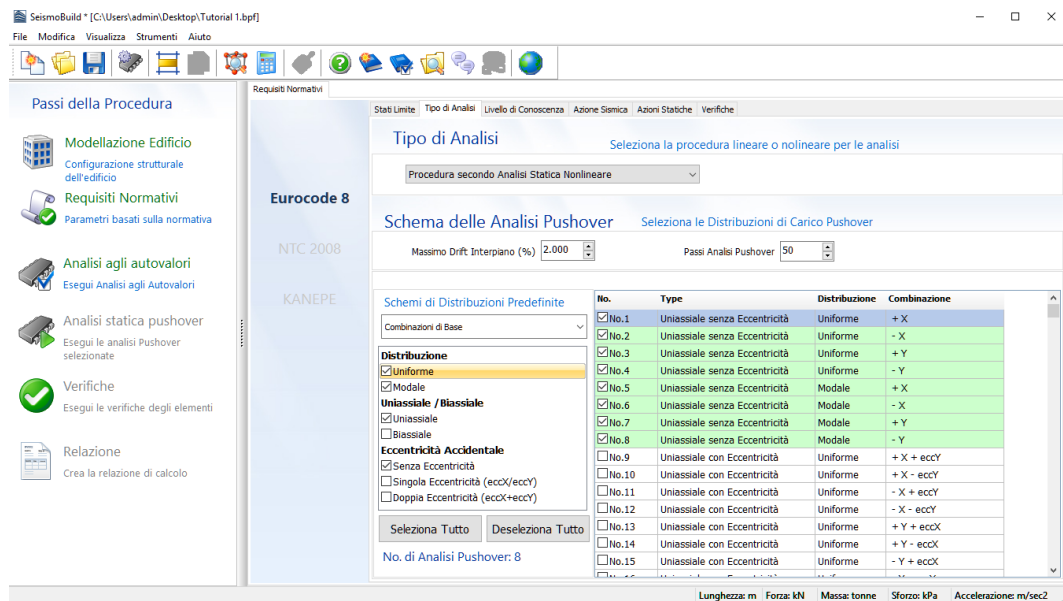 SeismoBuild * [C:\Users\admin\Desktop\Tutorial 1.bpf]
File Modifica Visualizza Strumenti Aiuto
Passi della Procedura
Modellazione Edificio
Configurazione strutturale
dell'edificio
Requisiti Normativi
Parametri basati sulla normativa
Analisi agli autovalori
Esegui Analisi agli Autovalori
Analisi statica pushover
Esegui le analisi Pushover
selezionate
Verifiche
Esegui le verifiche degli elementi
Relazione
Crea la relazione di calcolo
Requisiti Normativi
Eurocode 8
NTC 2008
KANEPE
Stati Limite Tipo di Analisi Livello di Conoscenza Azione Sismica Azioni Statiche Verifiche
Tipo di Analisi Seleziona la procedura lineare o nolineare per le analisi
Procedura secondo Analisi Statica Nonlineare
Schema delle Analisi Pushover Seleziona le Distribuzioni di Carico Pushover
Massimo Drift Interpiano (%) 2.000 Passi Analisi Pushover 50
Schemi di Distribuzioni Predefinite
Combinazioni di Base
Distribuzione
Uniforme
Modale
Uniassiale /Biassiale
Uniassiale
Biassiale
Eccentricità Accidentale
Senza Eccentricità
Singola Eccentricità (eccX/eccY)
Doppia Eccentricità (eccX+eccY)
Seleziona Tutto Deseleziona Tutto
No. di Analisi Pushover: 8
No. Type Distribuzione Combinazione
No.1 Uniassiale senza Eccentricità Uniforme + X
No.2 Uniassiale senza Eccentricità Uniforme - X
No.3 Uniassiale senza Eccentricità Uniforme + Y
No.4 Uniassiale senza Eccentricità Uniforme - Y
No.5 Uniassiale senza Eccentricità Modale + X
No.6 Uniassiale senza Eccentricità Modale - X
No.7 Uniassiale senza Eccentricità Modale + Y
No.8 Uniassiale senza Eccentricità Modale - Y
No.9 Uniassiale con Eccentricità Uniforme + X + eccY
No.10 Uniassiale con Eccentricità Uniforme + X - eccY
No.11 Uniassiale con Eccentricità Uniforme - X + eccY
No.12 Uniassiale con Eccentricità Uniforme - X - eccY
No.13 Uniassiale con Eccentricità Uniforme + Y + eccX
No.14 Uniassiale con Eccentricità Uniforme + Y - eccX
No.15 Uniassiale con Eccentricità Uniforme - Y + eccX
Lunghezza: m Forza: kN Massa: tonne Sforzo: kPa Accelerazione: m/sec2